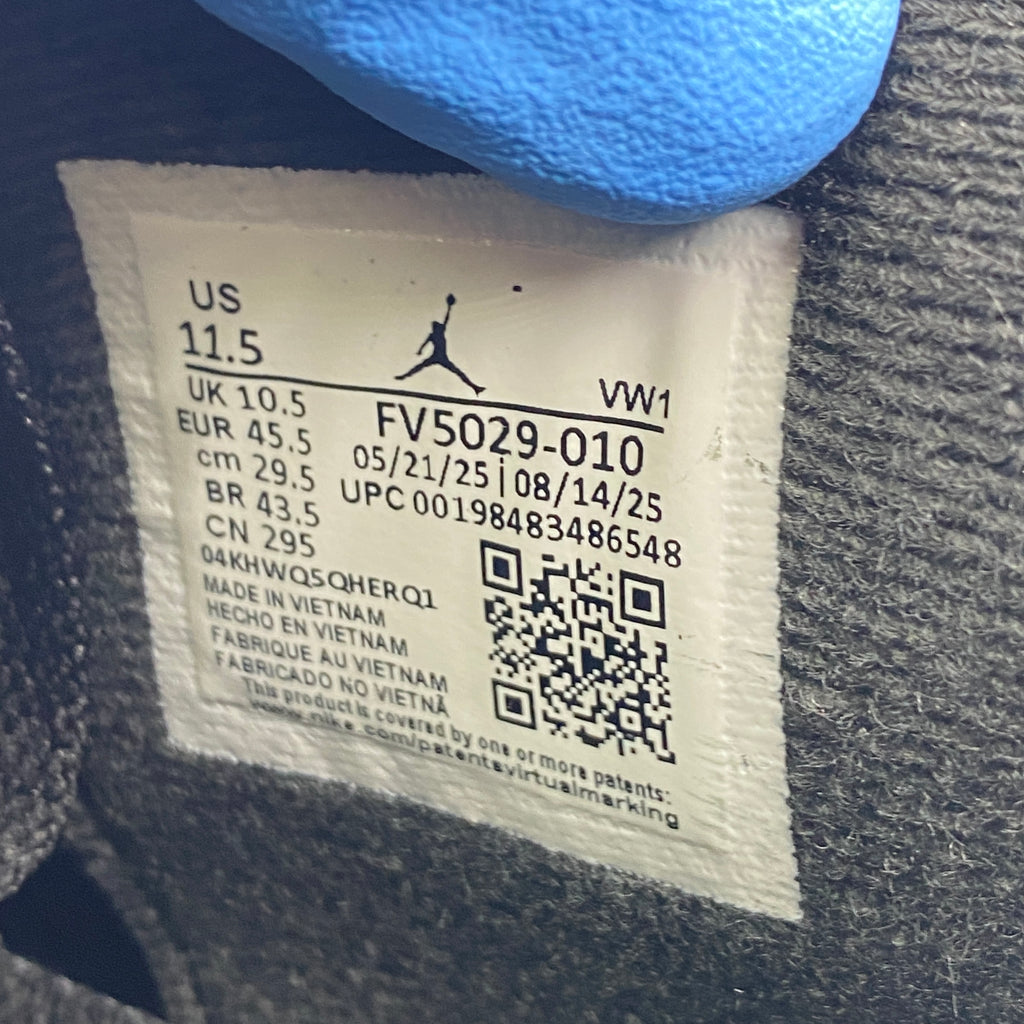 US
11.5
VW1
UK 10.5
EUR 45.5
cm 29.5
BR 43.5
CN 295
FV5029-010
05/21/25|08/14/25
UPC 00198483486548
04KHWQ5QHERQ1
MADE IN VIETNAM
HECHO EN VIETNAM
FABRIQUE AU VIETNAM
FABRICADO NO VIETNÃ
This product is covered by one or more patents:
www.nike.com/patentsvirtualmarking